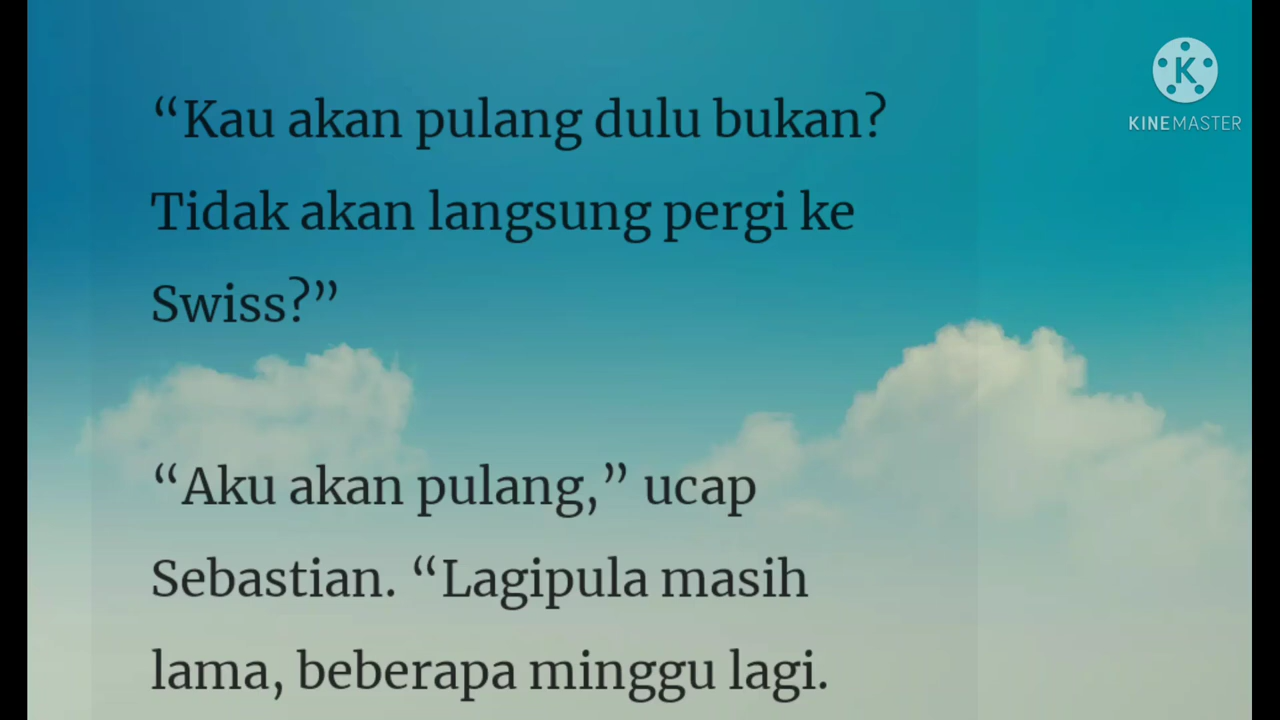 “Kau akan pulang dulu bukan?
Tidak akan langsung pergi ke
Swiss?”
“Aku akan pulang,” ucap
Sebastian. “Lagipula masih
lama, beberapa minggu lagi.
K
KINEMASTER